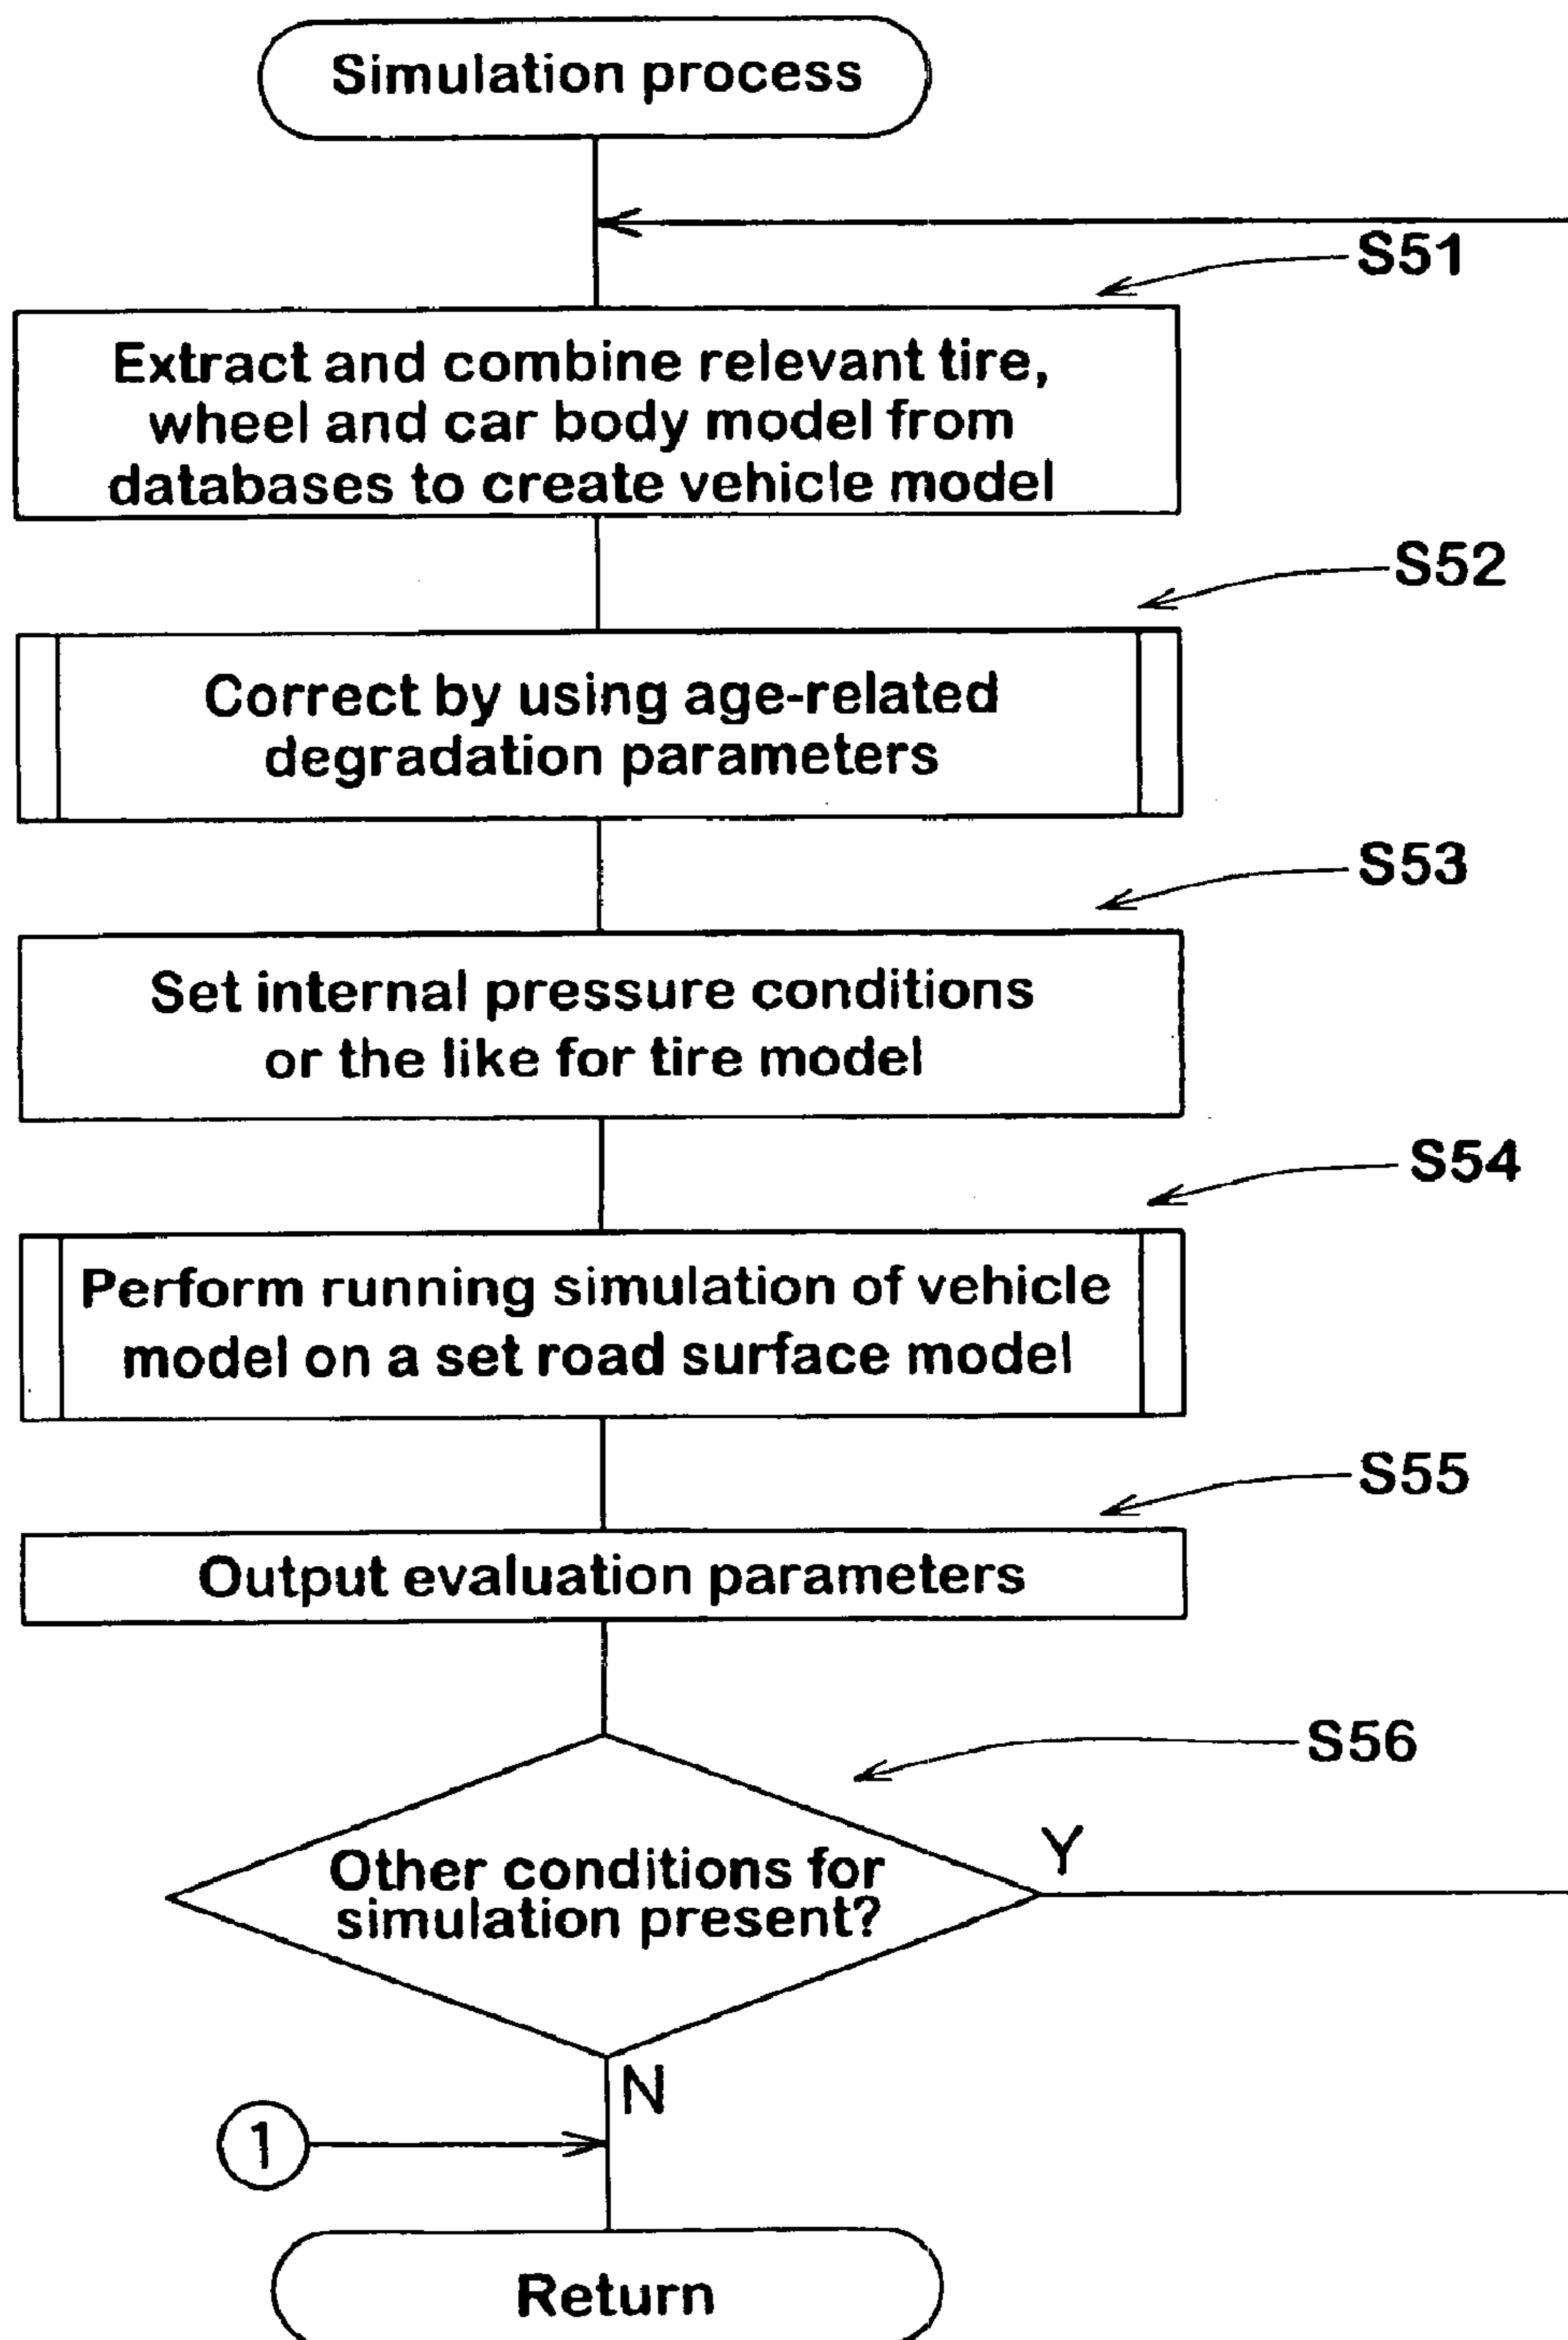 Simulation process
S51
Extract and combine relevant tire,
wheel and car body model from
databases to create vehicle model
S52
Correct by using age-related
degradation parameters
S53
Set internal pressure conditions
or the like for tire model
S54
Perform running simulation of vehicle
model on a set road surface model
S55
Output evaluation parameters
S56
Other conditions for
simulation present?
Y
N
1
Return